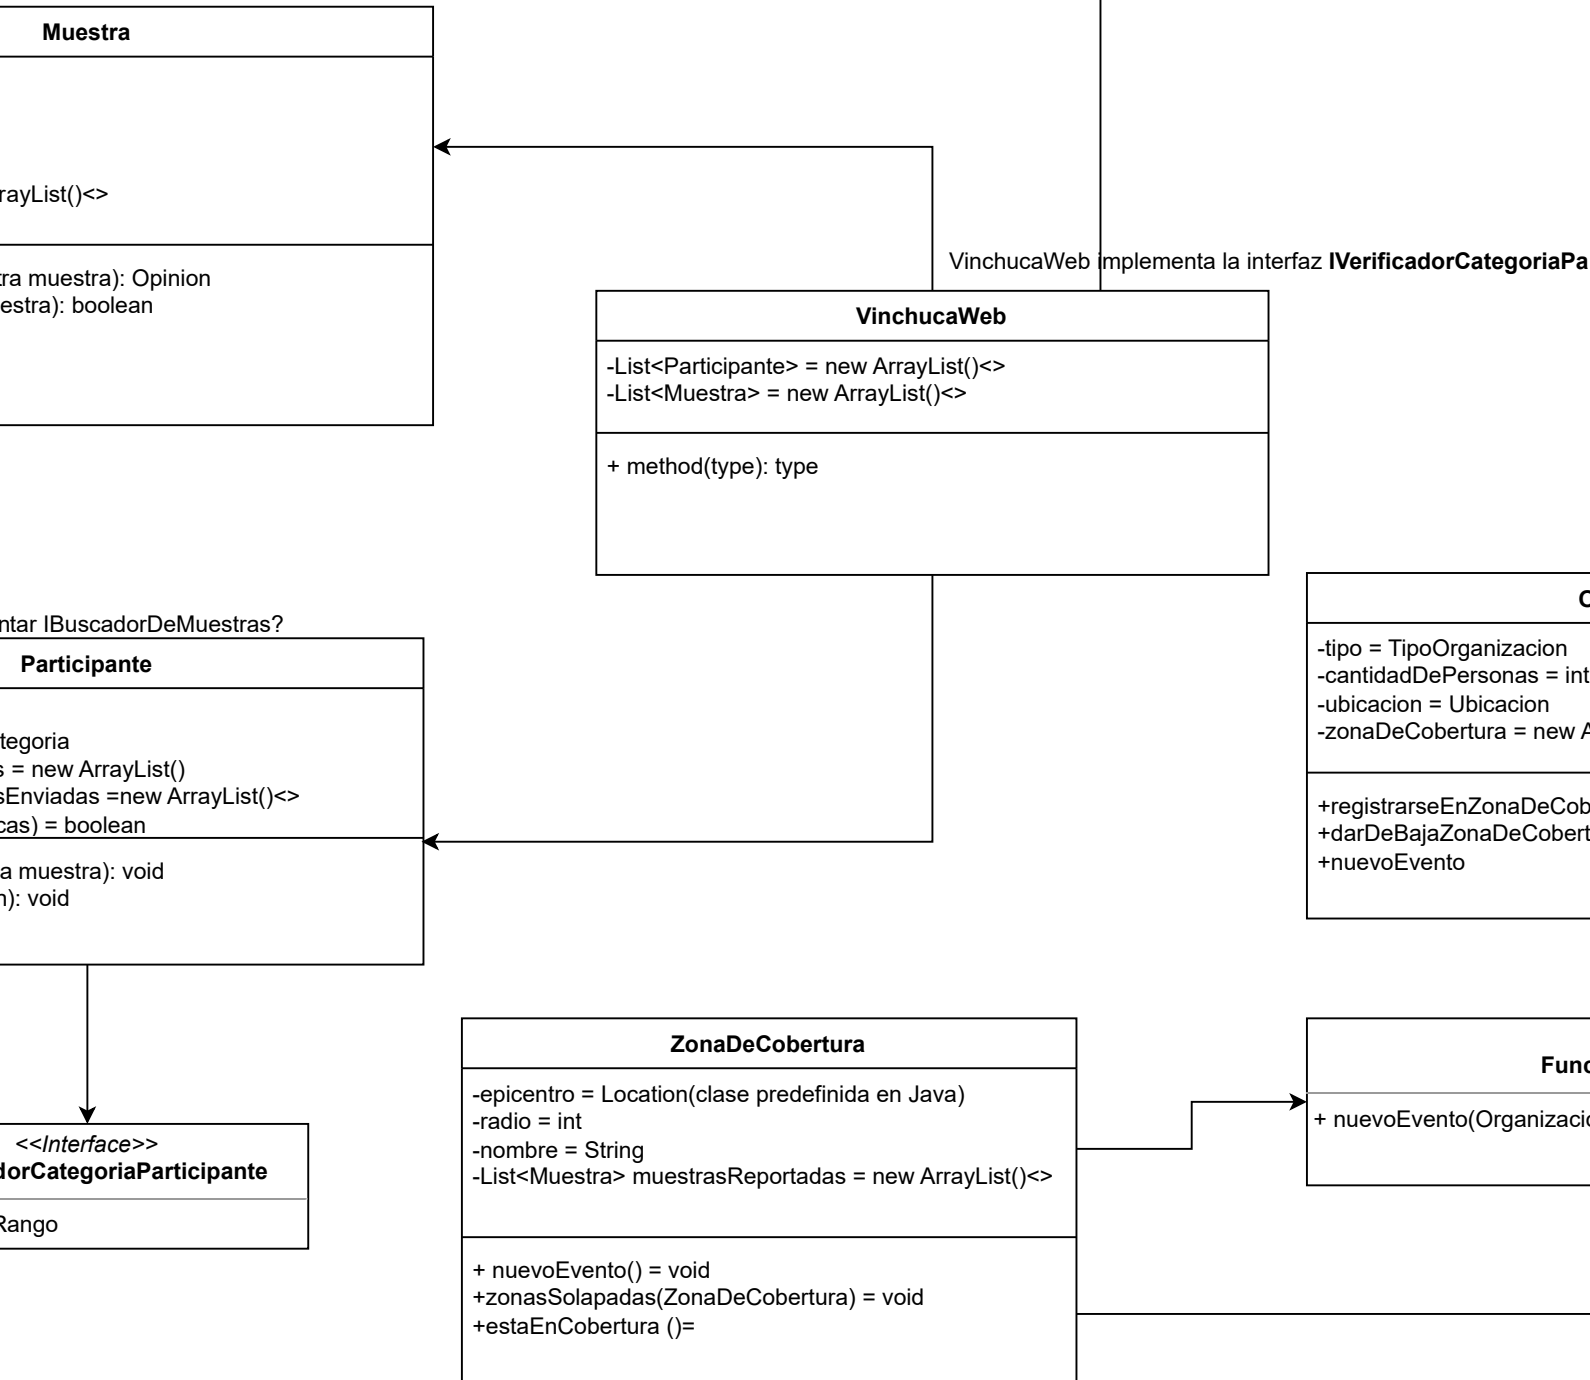 Muestra
rayList()<>
tra muestra): Opinion
estra): boolean
VinchucaWeb implementa la interfaz IVerificadorCategoriaPa
VinchucaWeb
-List<Participante> = new ArrayList()<>
-List<Muestra> = new ArrayList()<>
+ method(type): type
ntar IBuscadorDeMuestras?
Participante
tegoria
s = new ArrayList()
sEnviadas =new ArrayList()<>
cas) = boolean
a muestra): void
n): void
<<Interface>>
dorCategoriaParticipante
Rango
-tipo = TipoOrganizacion
-cantidadDePersonas = int
-ubicacion = Ubicacion
-zonaDeCobertura = new A
+registrarseEnZonaDeCob
+darDeBajaZonaDeCobert
+nuevoEvento
ZonaDeCobertura
-epicentro = Location(clase predefinida en Java)
-radio = int
-nombre = String
-List<Muestra> muestrasReportadas = new ArrayList()<>
+ nuevoEvento() = void
+zonasSolapadas(ZonaDeCobertura) = void
+estaEnCobertura ()=
Func
+ nuevoEvento(Organizacio